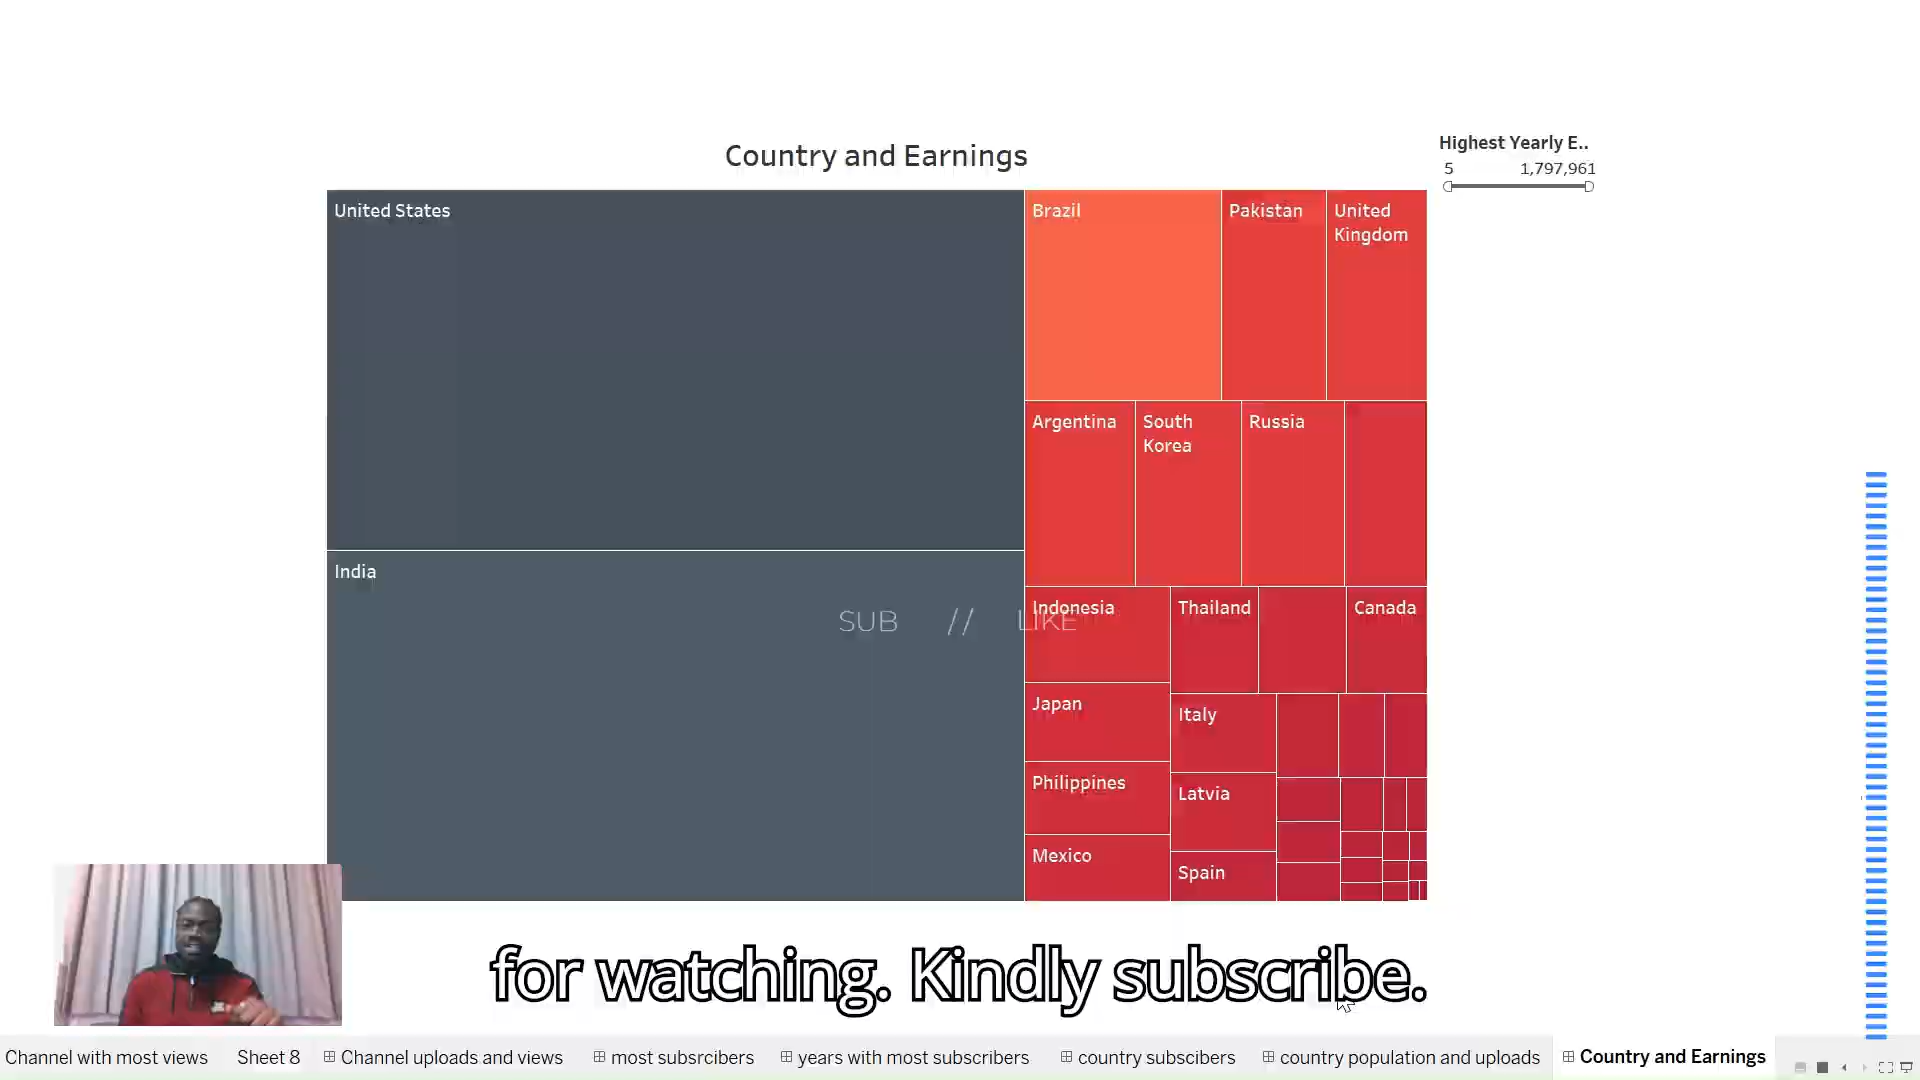 Country and Earnings
Highest Yearly E..
5 1,797,961
United States
Brazil
Pakistan
United
Kingdom
Argentina
South
Korea
Russia
India
Indonesia
Thailand
Canada
SUB // LIKE
Japan
Italy
Philippines
Latvia
Mexico
Spain
for watching. Kindly subscribe.
Channel with most views Sheet 8 Channel uploads and views most subsrcibers years with most subscribers country subscibers country population and uploads Country and Earnings